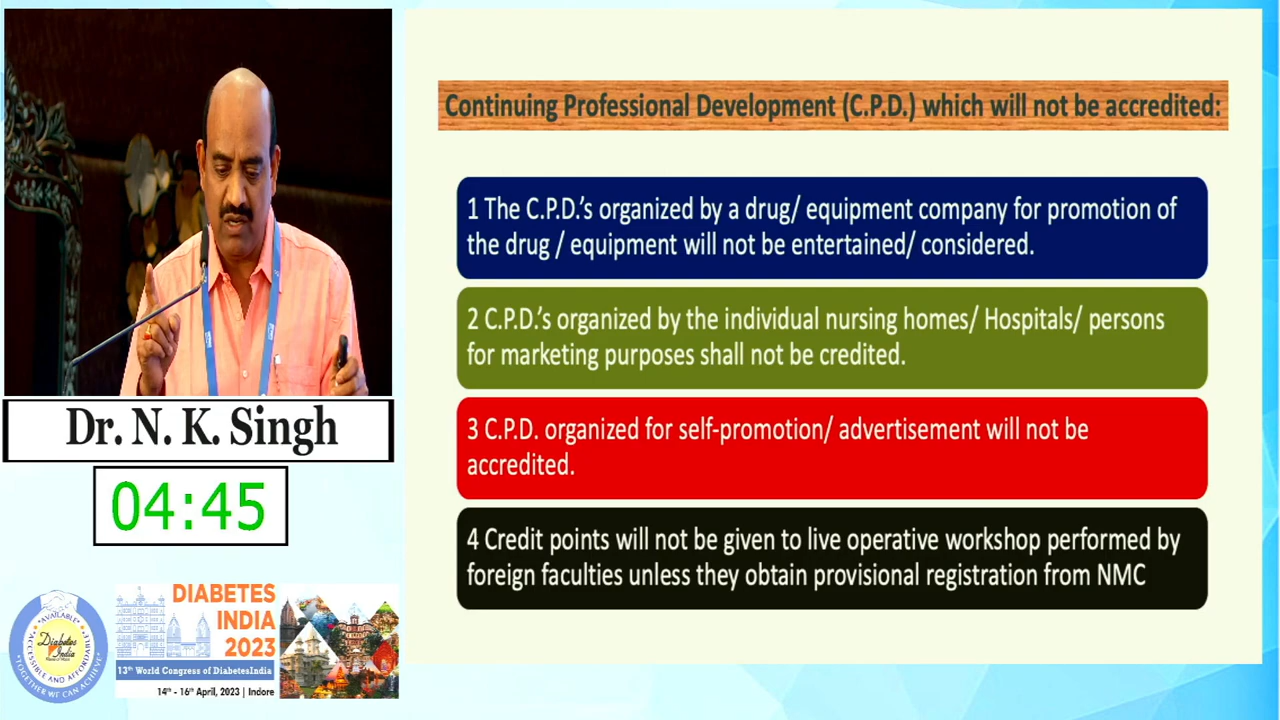 Continuing Professional Development (C.P.D.) which will not be accredited:
1 The C.P.D.'s organized by a drug/ equipment company for promotion of
the drug / equipment will not be entertained/ considered.
2 C.P.D.'s organized by the individual nursing homes/ Hospitals/ persons
for marketing purposes shall not be credited.
3 C.P.D. organized for self-promotion/ advertisement will not be
accredited.
4 Credit points will not be given to live operative workshop performed by
foreign faculties unless they obtain provisional registration from NMC
Dr. N. K. Singh
04:45
AVAILABLE
ACCESSIBLE AND AFFORDABLE
Diabetes
India
TOGETHER WE CAN ACHIEVE
DIABETES
INDIA
2023
13th World Congress of DiabetesIndia
14th - 16th April, 2023 | Indore